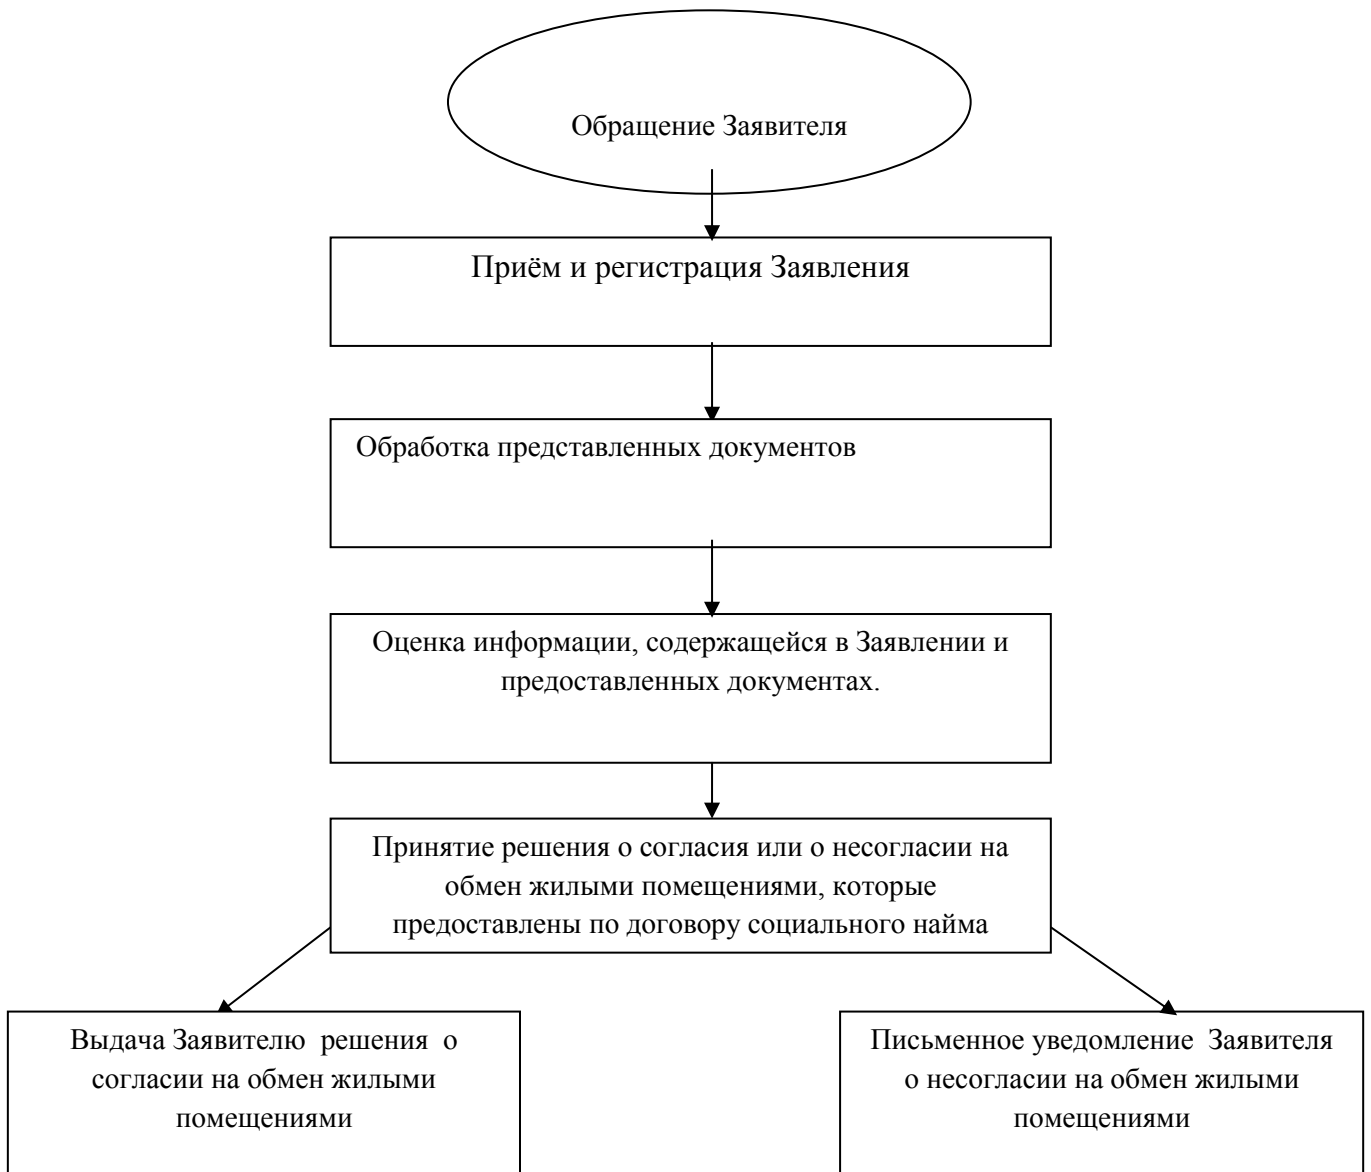 Обращение Заявителя
Приём и регистрация Заявления
Обработка представленных документов
Оценка информации, содержащейся в Заявлении и
предоставленных документах.
Принятие решения о согласия или о несогласии на
обмен жилыми помещениями, которые
предоставлены по договору социального найма
Выдача Заявителю решения о
согласии на обмен жилыми
помещениями
Письменное уведомление Заявителя
о несогласии на обмен жилыми
помещениями